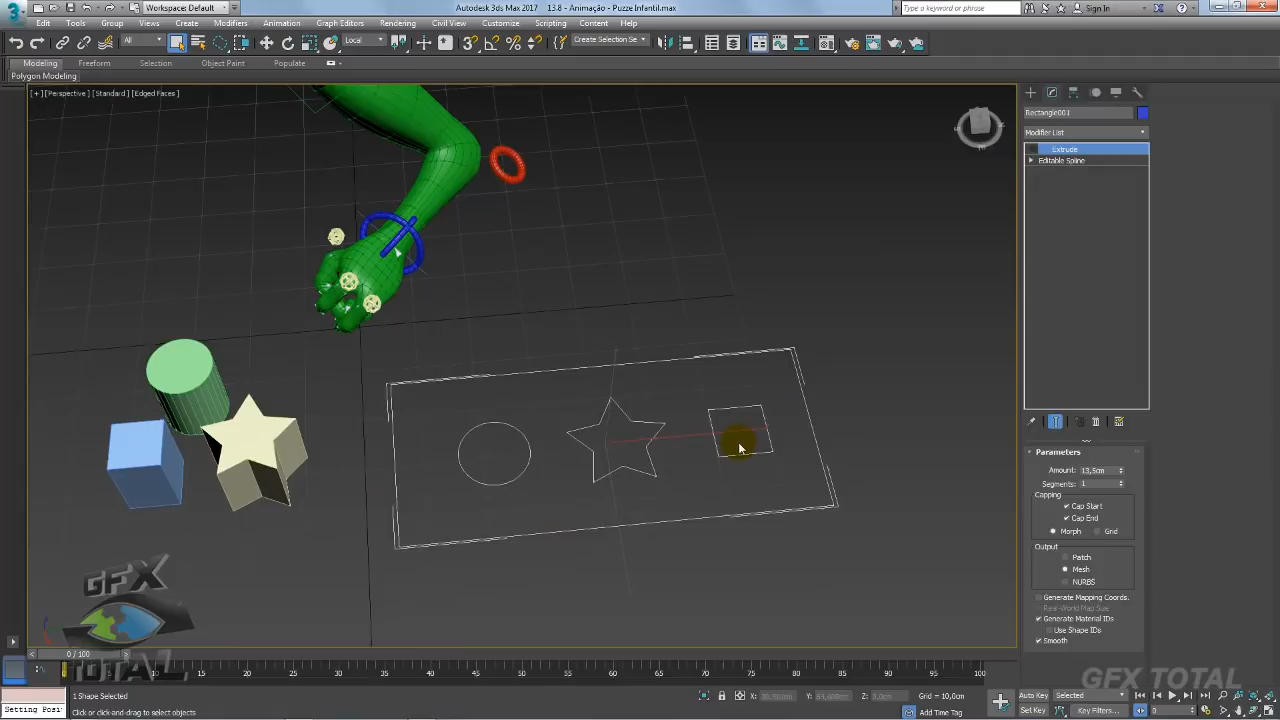 Autodesk 3ds Max 2017   13.8 - Animação - Puzze Infantil.max
Workspace: Default
Type a keyword or phrase
Sign In
Edit Tools Group Views Create Modifiers Animation Graph Editors Rendering Civil View Customize Scripting Content Help
All
Local
Create Selection Se
Modeling Freeform Selection Object Paint Populate
Polygon Modeling
[+] [Perspective] [Standard] [Edged Faces]
Rectangle001
Modifier List
Extrude
Editable Spline
Parameters
Amount: 13,5cm
Segments: 1
Capping
Cap Start
Cap End
Morph Grid
Output
Patch
Mesh
NURBS
Generate Mapping Coords.
Real-World Map Size
Generate Material IDs
Use Shape IDs
Smooth
GFX
TOTAL
GFX TOTAL
0 / 100
5 10 15 20 25 30 35 40 45 50 55 60 65 70 75 80 85 90 95 100
1 Shape Selected
Grid = 10,0cm
Auto Key Selected
Setting Posi
Click or click-and-drag to select objects
Add Time Tag
Set Key Key Filters...
0